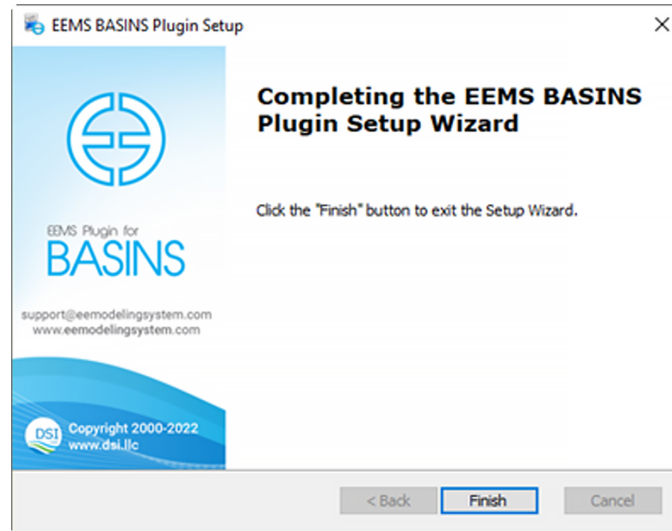 EEMS BASINS Plugin Setup
Completing the EEMS BASINS
Plugin Setup Wizard
Click the "Finish" button to exit the Setup Wizard.
EEMS Plugin for
BASINS
support@eemodelingsystem.com
www.eemodelingsystem.com
DSI
Copyright 2000-2022
www.dsi.llc
< Back
Finish
Cancel